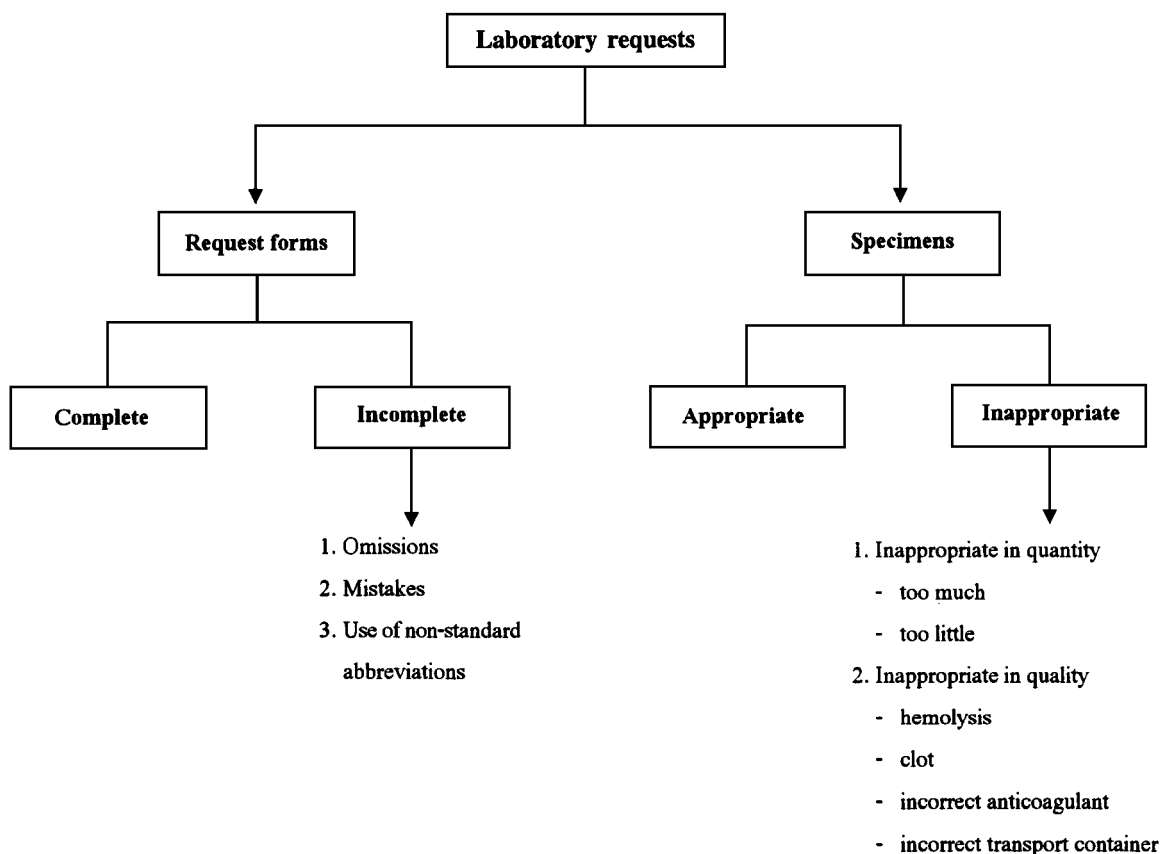 Laboratory requests
Request forms
Specimens
Complete
Incomplete
Appropriate
Inappropriate
1. Omissions
2. Mistakes
3. Use of non-standard
abbreviations
1. Inappropriate in quantity
- too much
- too little
2. Inappropriate in quality
- hemolysis
- clot
- incorrect anticoagulant
- incorrect transport container